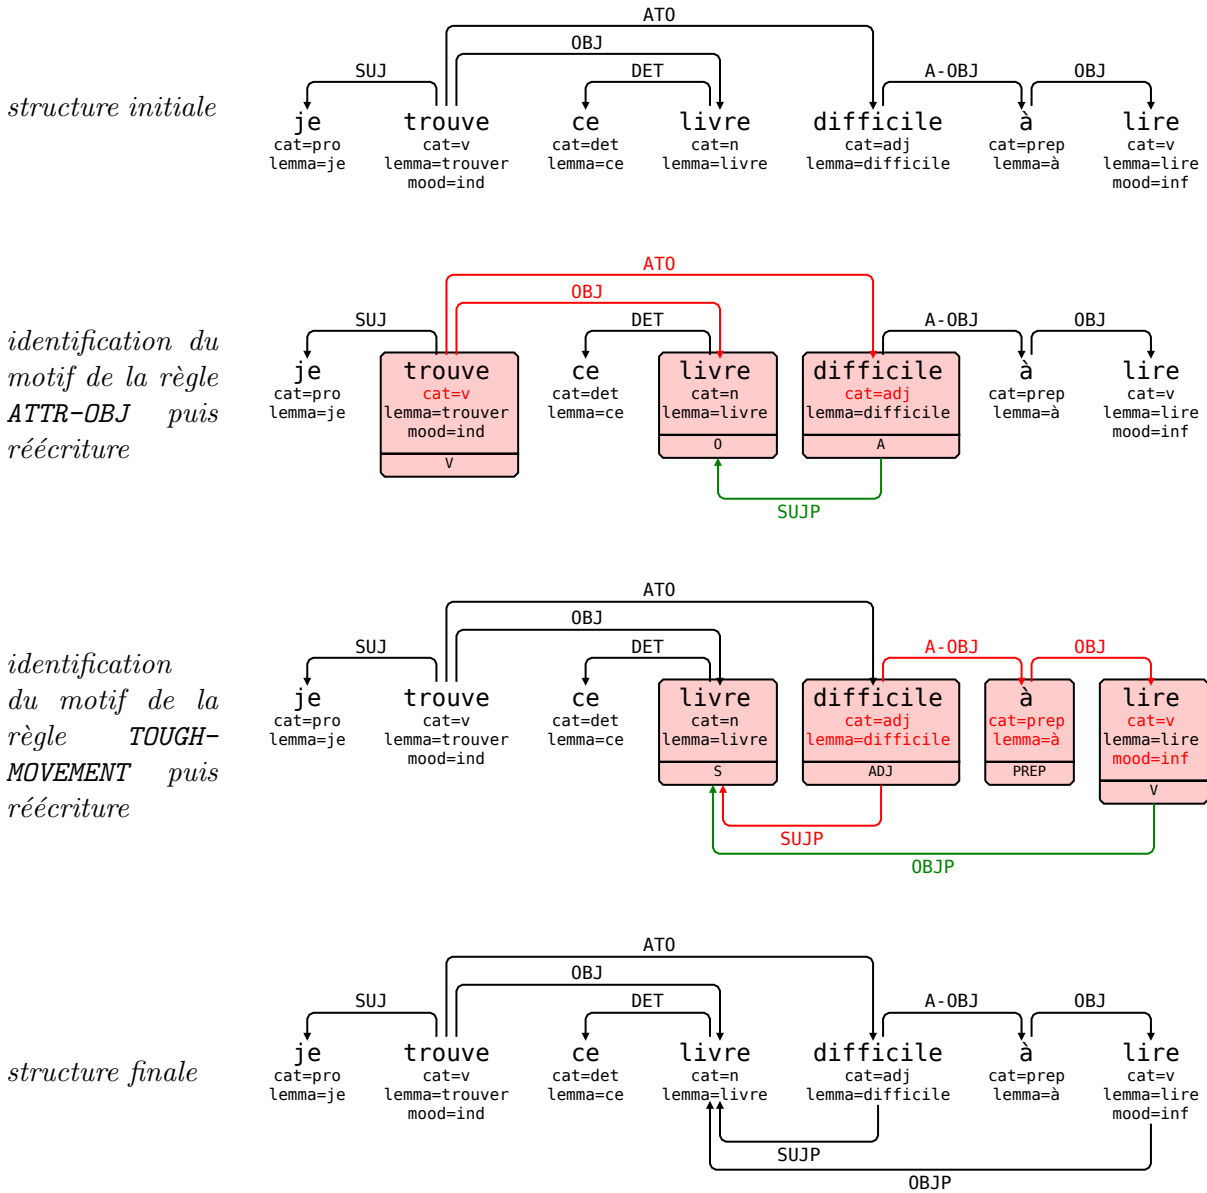 ATO
OBJ
SUJ DET A-OBJ OBJ
structure initiale
je trouve ce livre difficile à lire
cat=pro cat=v cat=det cat=n cat=adj cat=prep cat=v
lemma=je lemma=trouver lemma=ce lemma=livre lemma=difficile lemma=à lemma=lire
mood=ind mood=inf
ATO
OBJ
SUJ DET A-OBJ OBJ
identification du
motif de la règle
ATTR-OBJ puis
réécriture
je trouve ce livre difficile à lire
cat=pro cat=v cat=det cat=n cat=adj cat=prep cat=v
lemma=je lemma=trouver lemma=ce lemma=livre lemma=difficile lemma=à lemma=lire
mood=ind mood=inf
V O A
SUJP
ATO
OBJ
SUJ DET A-OBJ OBJ
identification
du motif de la
règle TOUGH-
MOVEMENT puis
réécriture
je trouve ce livre difficile à lire
cat=pro cat=v cat=det cat=n cat=adj cat=prep cat=v
lemma=je lemma=trouver lemma=ce lemma=livre lemma=difficile lemma=à lemma=lire
mood=ind mood=inf
S ADJ PREP V
SUJP
OBJP
ATO
OBJ
SUJ DET A-OBJ OBJ
structure finale
je trouve ce livre difficile à lire
cat=pro cat=v cat=det cat=n cat=adj cat=prep cat=v
lemma=je lemma=trouver lemma=ce lemma=livre lemma=difficile lemma=à lemma=lire
mood=ind mood=inf
SUJP
OBJP